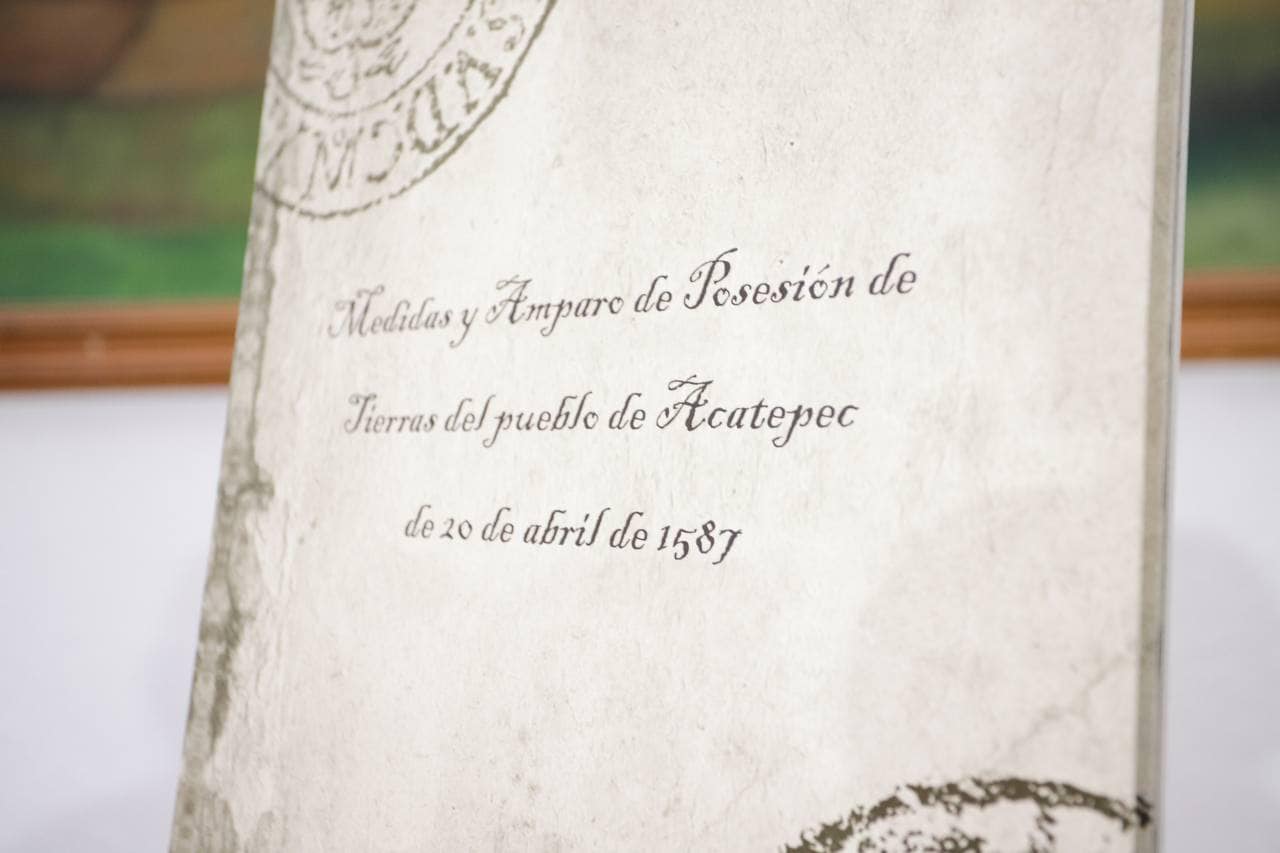 Medidas y Amparo de Posesión de
Tierras del pueblo de Acatepec
de 20 de abril de 1587